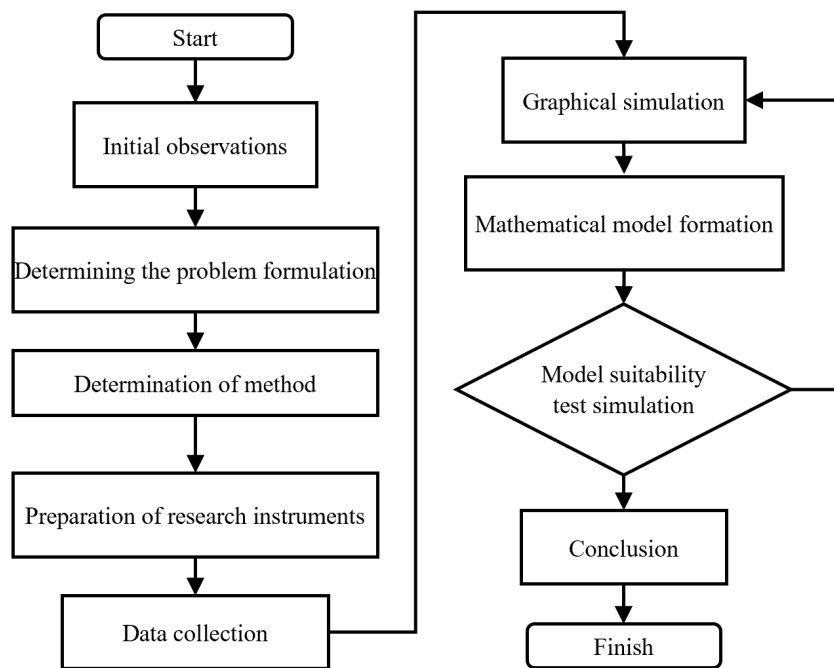 Start
Initial observations
Determining the problem formulation
Determination of method
Preparation of research instruments
Data collection
Graphical simulation
Mathematical model formation
Model suitability
test simulation
Conclusion
Finish